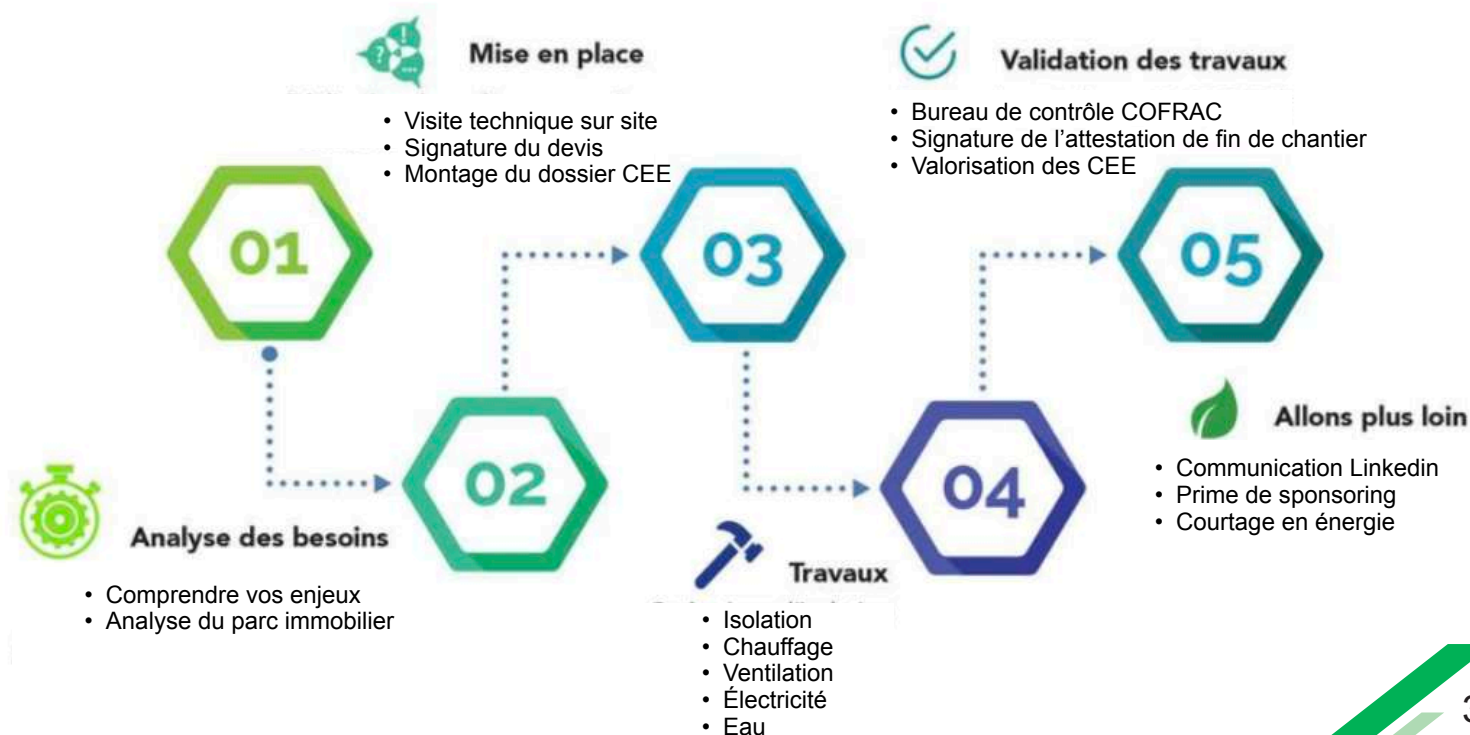 Mise en place
• Visite technique sur site
• Signature du devis
• Montage du dossier CEE
Validation des travaux
• Bureau de contrôle COFRAC
• Signature de l’attestation de fin de chantier
• Valorisation des CEE
01
03
05
02
04
Analyse des besoins
• Comprendre vos enjeux
• Analyse du parc immobilier
Travaux
• Isolation
• Chauffage
• Ventilation
• Électricité
• Eau
Allons plus loin
• Communication Linkedin
• Prime de sponsoring
• Courtage en énergie